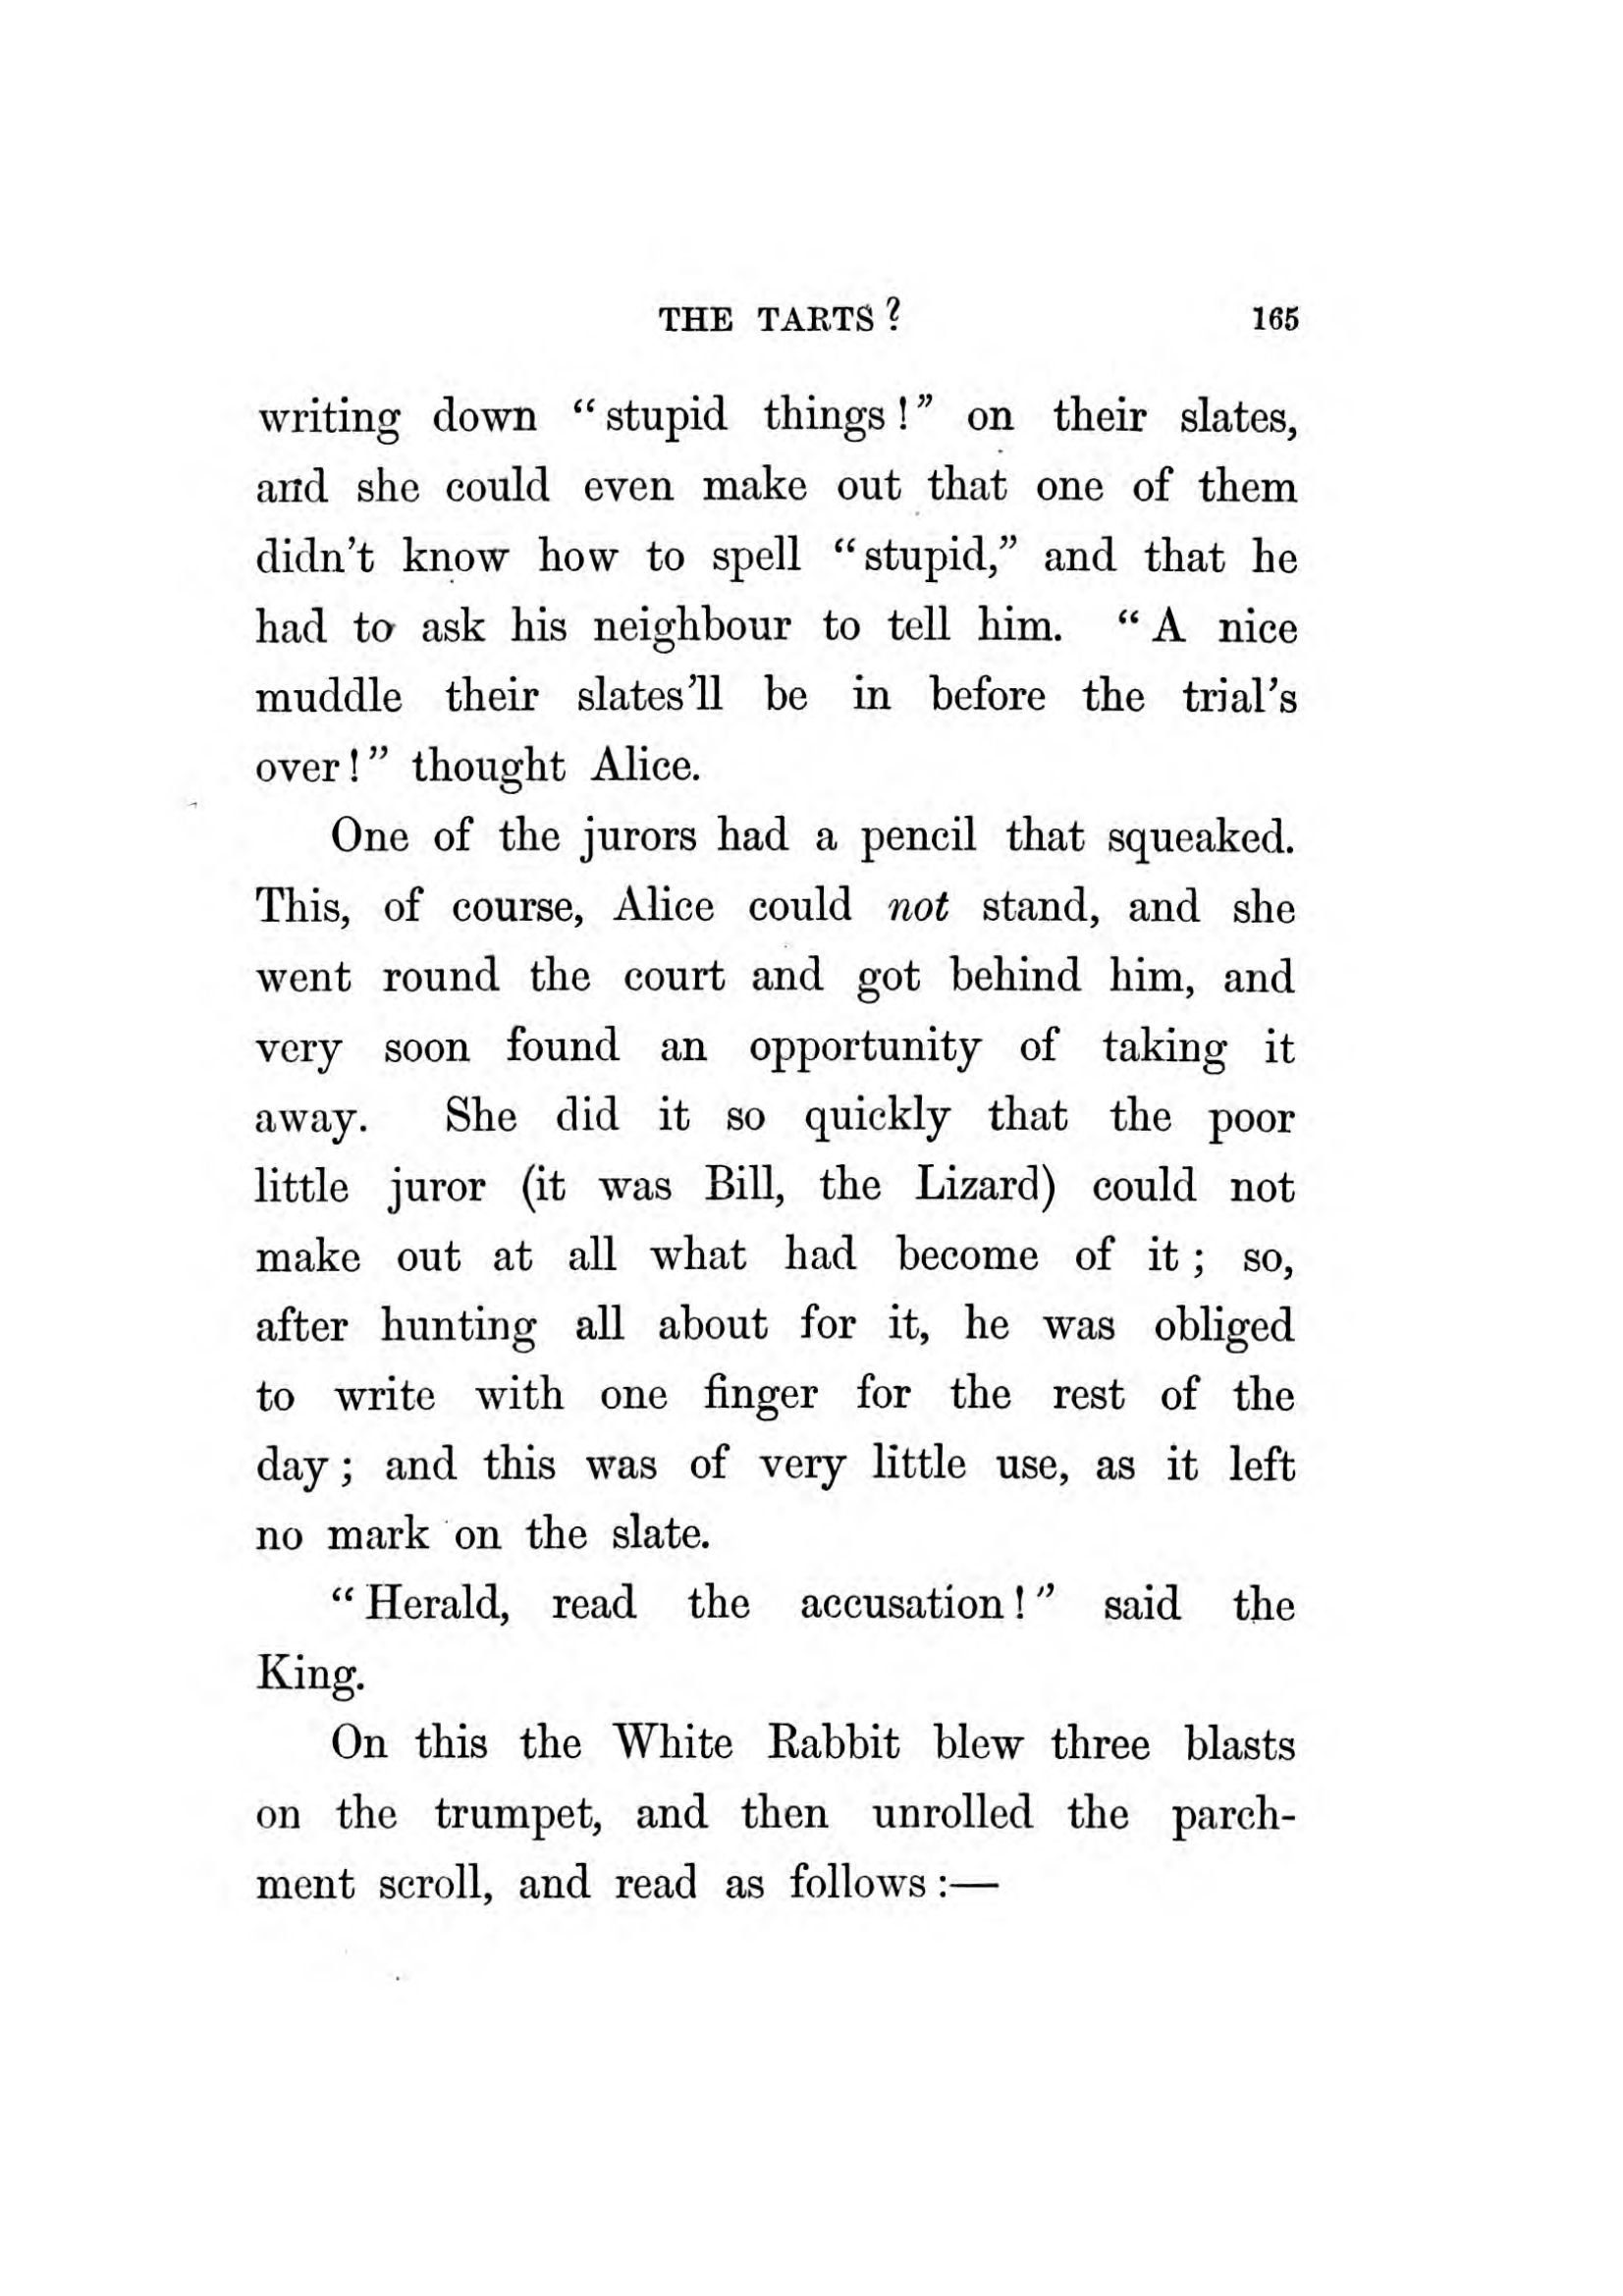 THE TARTS? 165
writing down “stupid things!” on their slates,
and she could even make out that one of them
didn’t know how to spell “stupid,” and that he
had to ask his neighbour to tell him. “A nice
muddle their slates’ll be in before the trial’s
over!” thought Alice.
One of the jurors had a pencil that squeaked.
This, of course, Alice could not stand, and she
went round the court and got behind him, and
very soon found an opportunity of taking it
away. She did it so quickly that the poor
little juror (it was Bill, the Lizard) could not
make out at all what had become of it; so,
after hunting all about for it, he was obliged
to write with one finger for the rest of the
day; and this was of very little use, as it left
no mark on the slate.
“Herald, read the accusation!” said the
King.
On this the White Rabbit blew three blasts
on the trumpet, and then unrolled the parch-
ment scroll, and read as follows:—